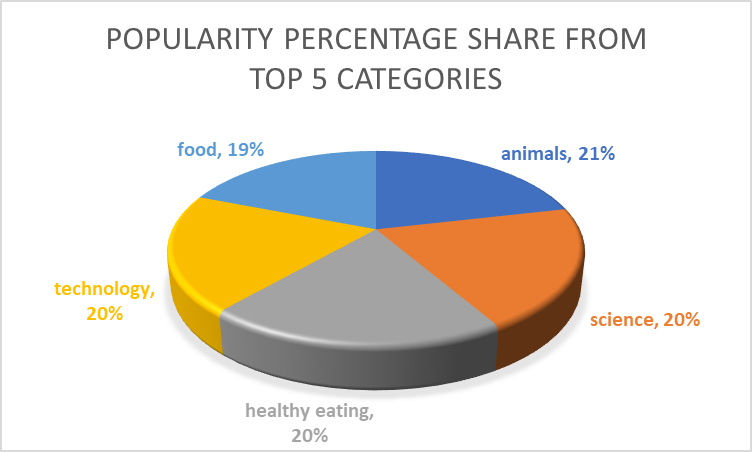 POPULARITY PERCENTAGE SHARE FROM
TOP 5 CATEGORIES
food, 19%
animals, 21%
technology,
20%
science, 20%
healthy eating,
20%